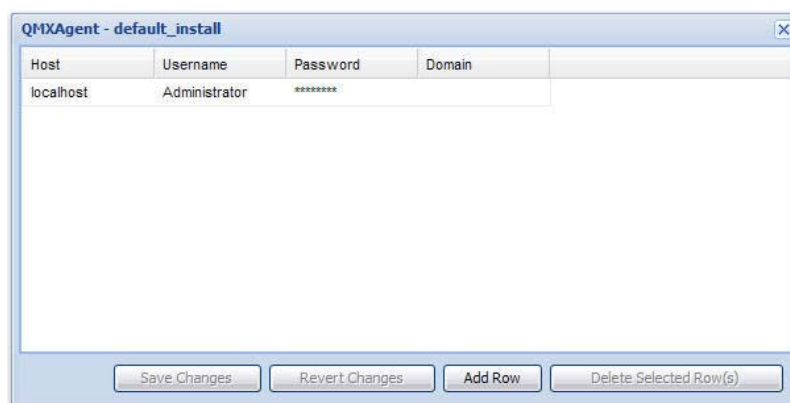 QMXAgent - default_install
Host Username Password Domain
localhost Administrator ********
Save Changes Revert Changes Add Row Delete Selected Row(s)